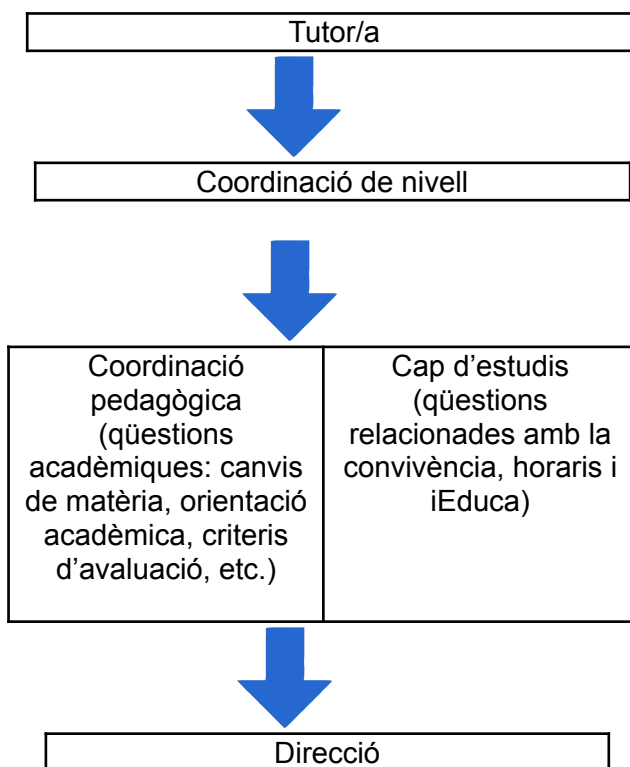 Tutor/a
Coordinació de nivell
Coordinació
pedagògica
(qüestions
acadèmiques: canvis
de matèria, orientació
acadèmica, criteris
d’avaluació, etc.)
Cap d’estudis
(qüestions
relacionades amb la
convivència, horaris i
iEduca)
Direcció